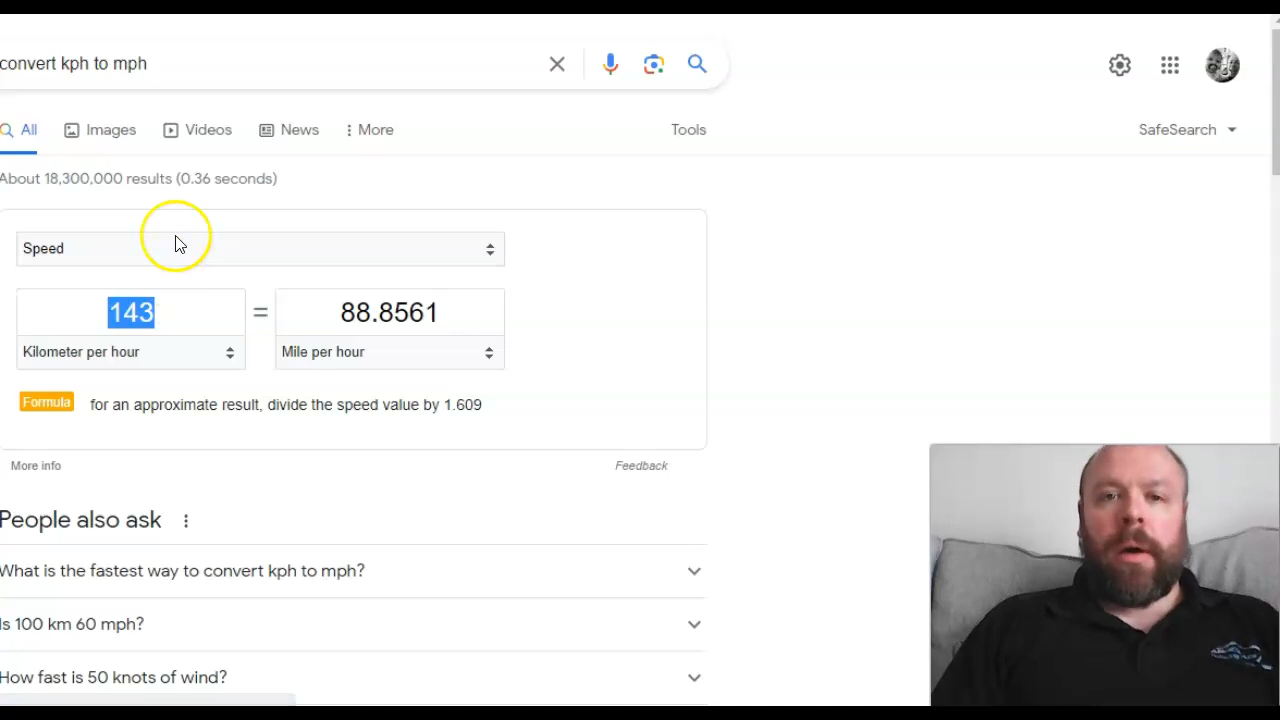 convert kph to mph
All Images Videos News More Tools SafeSearch
About 18,300,000 results (0.36 seconds)
Speed
143 = 88.8561
Kilometer per hour Mile per hour
Formula for an approximate result, divide the speed value by 1.609
More info Feedback
People also ask
What is the fastest way to convert kph to mph?
Is 100 km 60 mph?
How fast is 50 knots of wind?